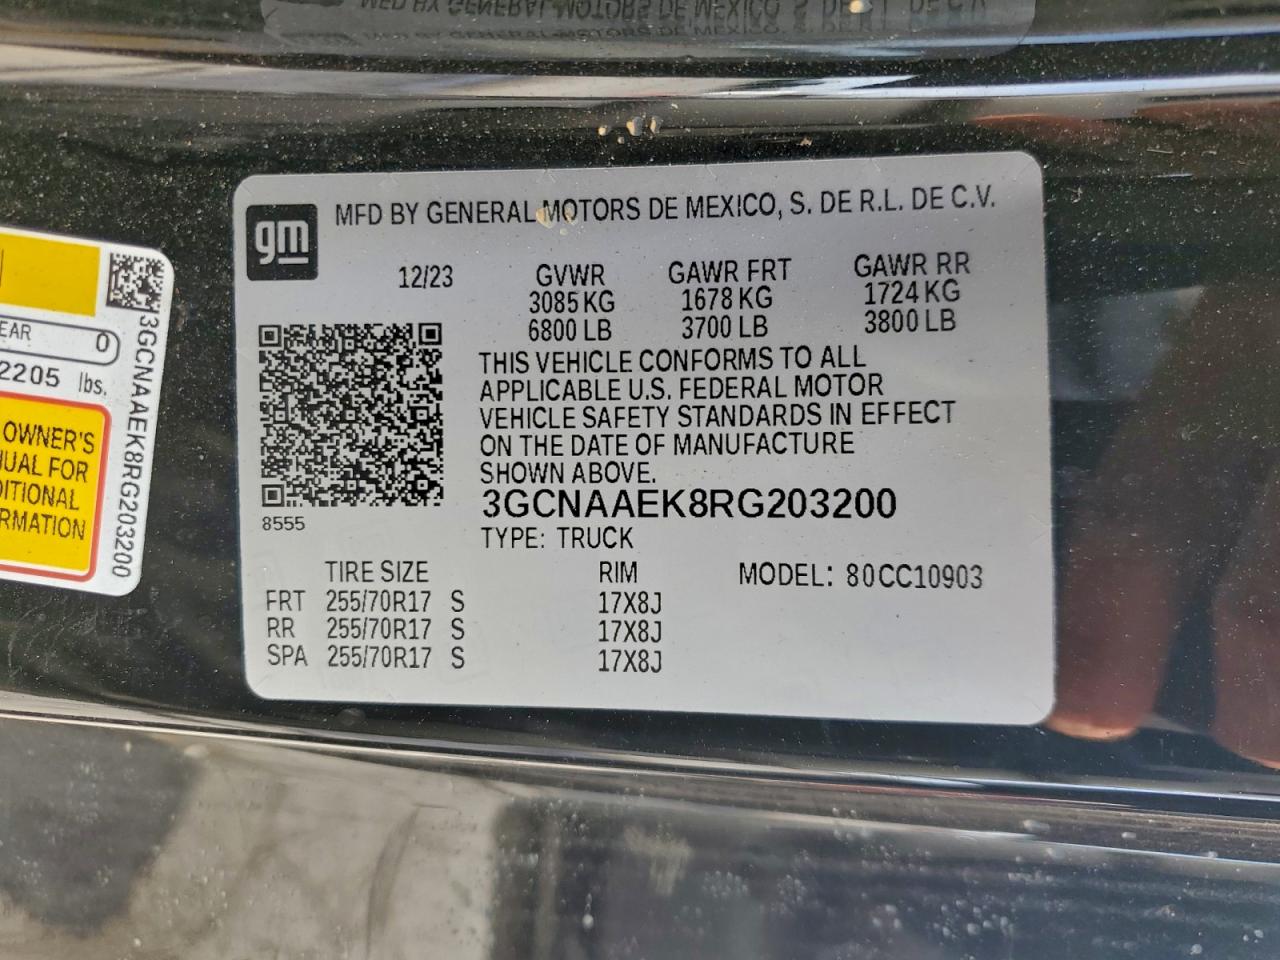 gm
MFD BY GENERAL MOTORS DE MEXICO, S. DE R.L. DE C.V.
12/23 GVWR GAWR FRT GAWR RR
3085 KG 1678 KG 1724 KG
6800 LB 3700 LB 3800 LB
THIS VEHICLE CONFORMS TO ALL
APPLICABLE U.S. FEDERAL MOTOR
VEHICLE SAFETY STANDARDS IN EFFECT
ON THE DATE OF MANUFACTURE
SHOWN ABOVE.
8555
3GCNAAEK8RG203200
TYPE: TRUCK
TIRE SIZE RIM MODEL: 80CC10903
FRT 255/70R17 S 17X8J
RR 255/70R17 S 17X8J
SPA 255/70R17 S 17X8J
EAR 0
2205 lbs.
OWNER'S
UAL FOR
DITIONAL
RMATION
3GCNAAEK8RG203200